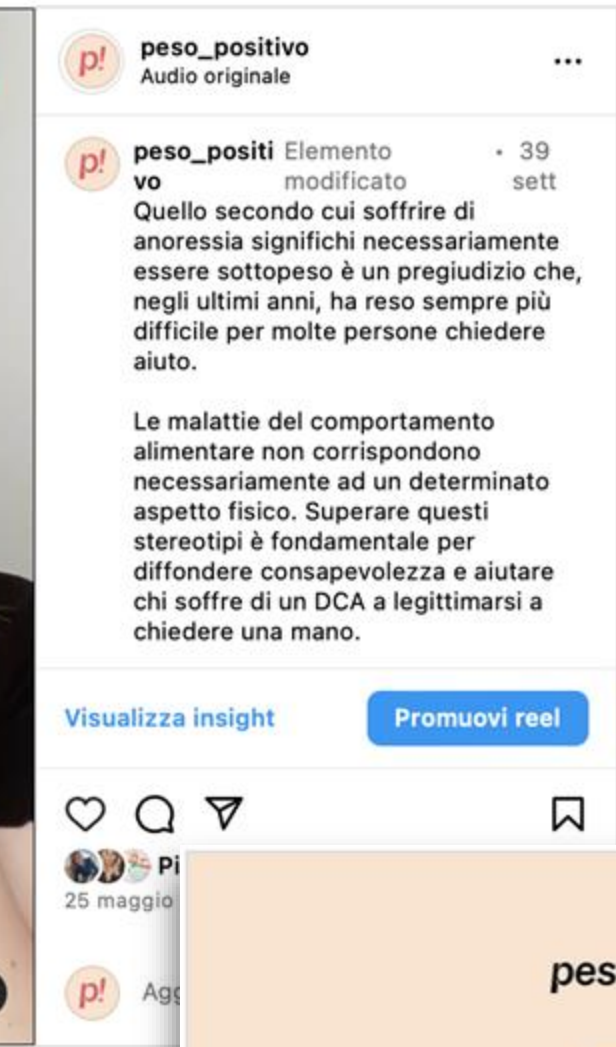 p!
peso_positivo
Audio originale
p!
peso_positi Elemento • 39
vo modificato sett
Quello secondo cui soffrire di
anoressia significhi necessariamente
essere sottopeso è un pregiudizio che,
negli ultimi anni, ha reso sempre più
difficile per molte persone chiedere
aiuto.
Le malattie del comportamento
alimentare non corrispondono
necessariamente ad un determinato
aspetto fisico. Superare questi
stereotipi è fondamentale per
diffondere consapevolezza e aiutare
chi soffre di un DCA a legittimarsi a
chiedere una mano.
Visualizza insight
Promuovi reel
Pi
25 maggio
pes
p!
Agg